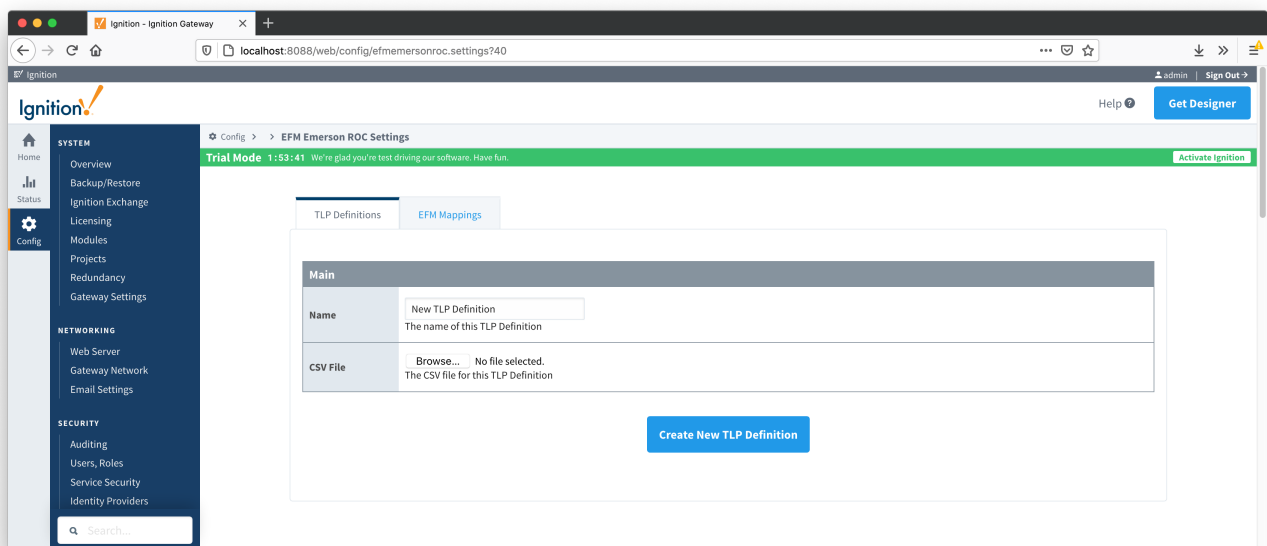 Ignition - Ignition Gateway
localhost:8088/web/config/efmemersonroc.settings?40
Ignition
admin | Sign Out
Ignition!
Help
Get Designer
Home
Status
Config
SYSTEM
Overview
Backup/Restore
Ignition Exchange
Licensing
Modules
Projects
Redundancy
Gateway Settings
NETWORKING
Web Server
Gateway Network
Email Settings
SECURITY
Auditing
Users, Roles
Service Security
Identity Providers
Search...
Config > > EFM Emerson ROC Settings
Trial Mode 1:53:41 We're glad you're test driving our software. Have fun.
Activate Ignition
TLP Definitions
EFM Mappings
Main
Name
New TLP Definition
The name of this TLP Definition
CSV File
Browse... No file selected.
The CSV file for this TLP Definition
Create New TLP Definition